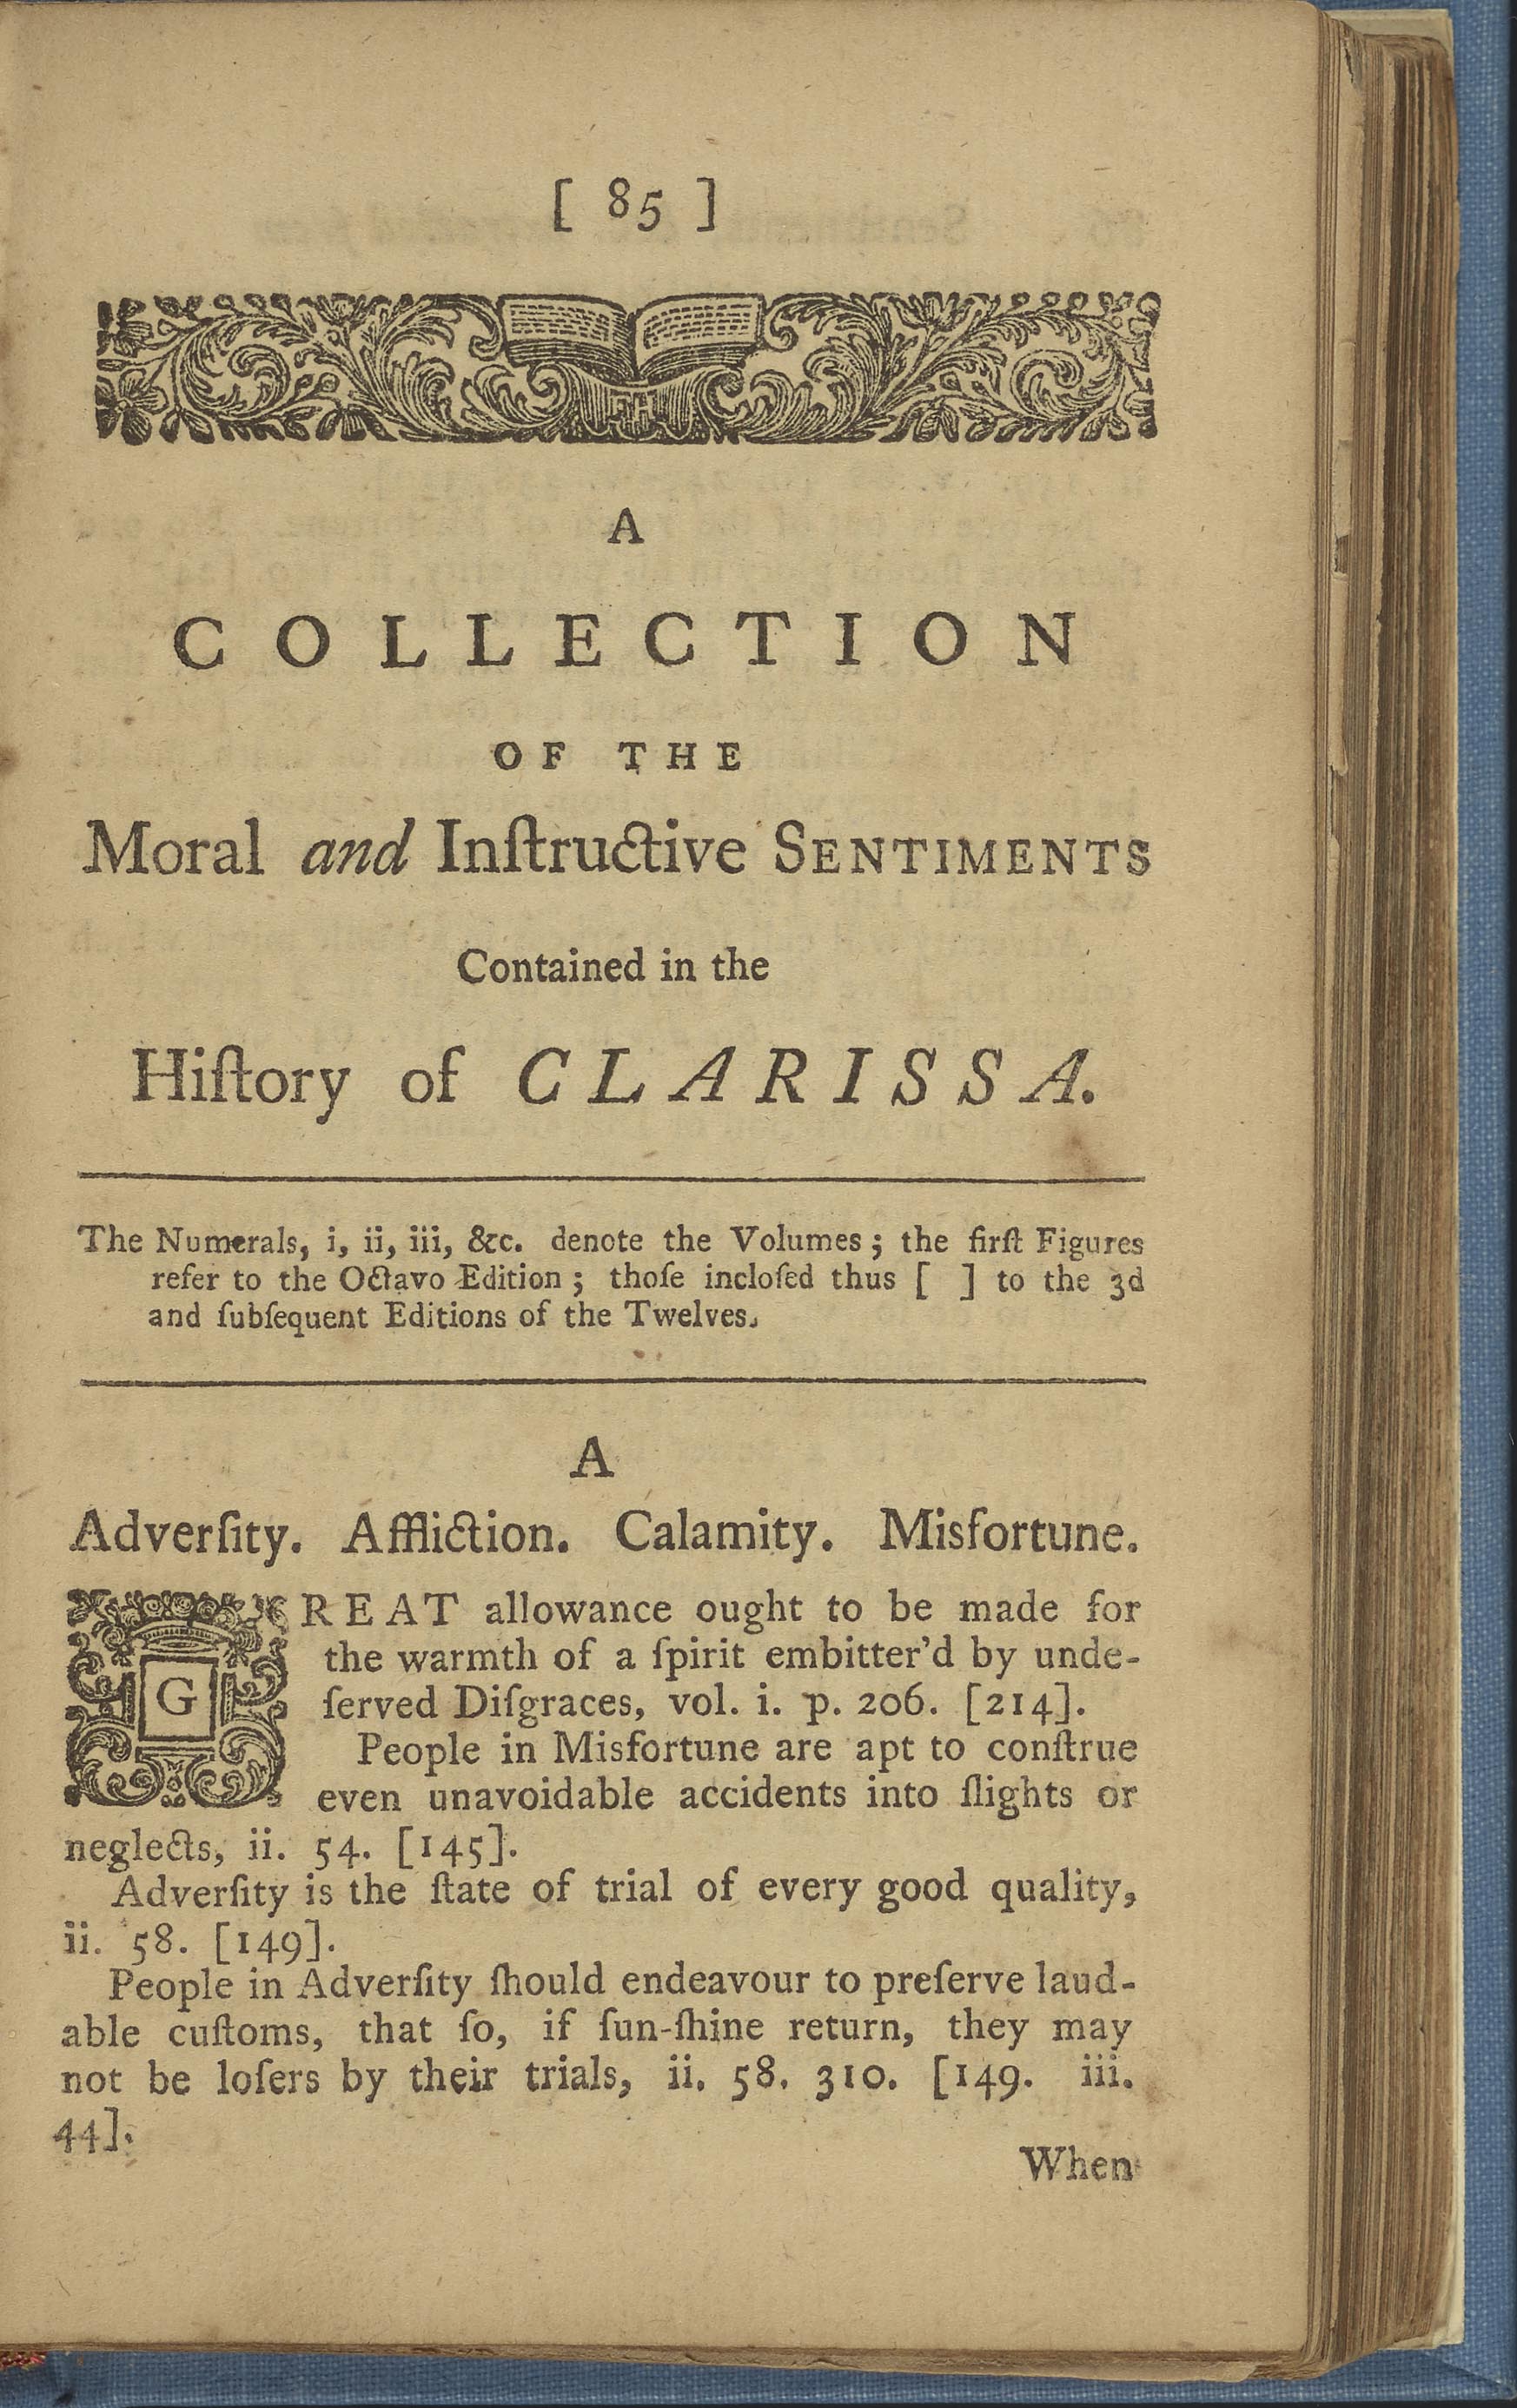 [ 85 ]
FH
A
COLLECTION
OF THE
Moral and Inſtructive SENTIMENTS
Contained in the
Hiſtory of CLARISSA.
The Numerals, i, ii, iii, &c. denote the Volumes; the firſt Figures
refer to the Octavo Edition; thoſe incloſed thus [ ] to the 3d
and ſubſequent Editions of the Twelves.
A
Adverſity. Affliction. Calamity. Misfortune.
GREAT allowance ought to be made for
the warmth of a ſpirit embitter'd by unde-
ſerved Diſgraces, vol. i. p. 206. [214].
People in Misfortune are apt to conſtrue
even unavoidable accidents into ſlights or
neglects, ii. 54. [145].
Adverſity is the ſtate of trial of every good quality,
ii. 58. [149].
People in Adverſity ſhould endeavour to preſerve laud-
able cuſtoms, that ſo, if ſun-ſhine return, they may
not be loſers by their trials, ii. 58. 310. [149. iii.
44].
When